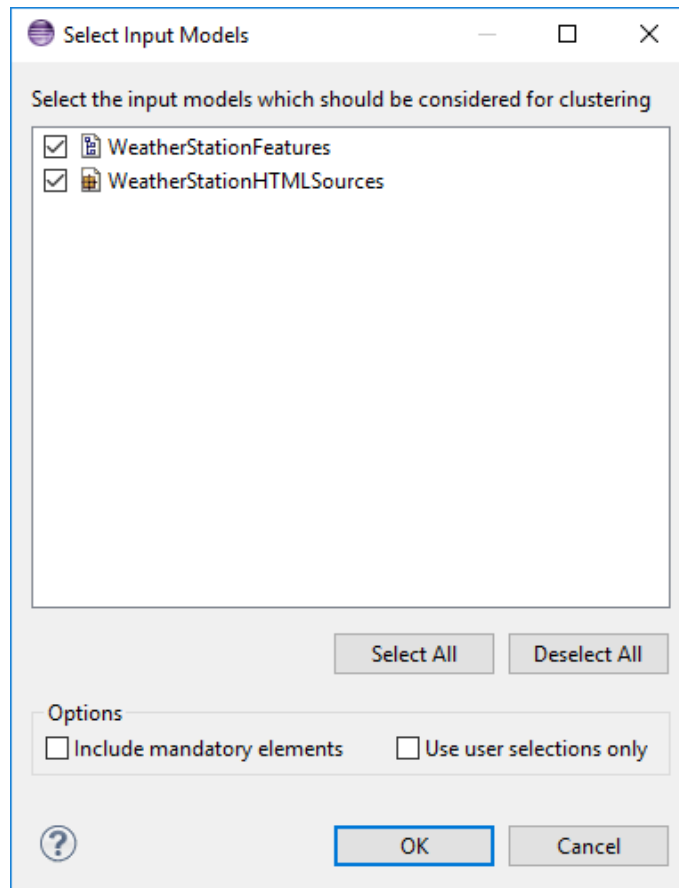 Select Input Models
Select the input models which should be considered for clustering
WeatherStationFeatures
WeatherStationHTMLSources
Select All Deselect All
Options
Include mandatory elements Use user selections only
? OK Cancel